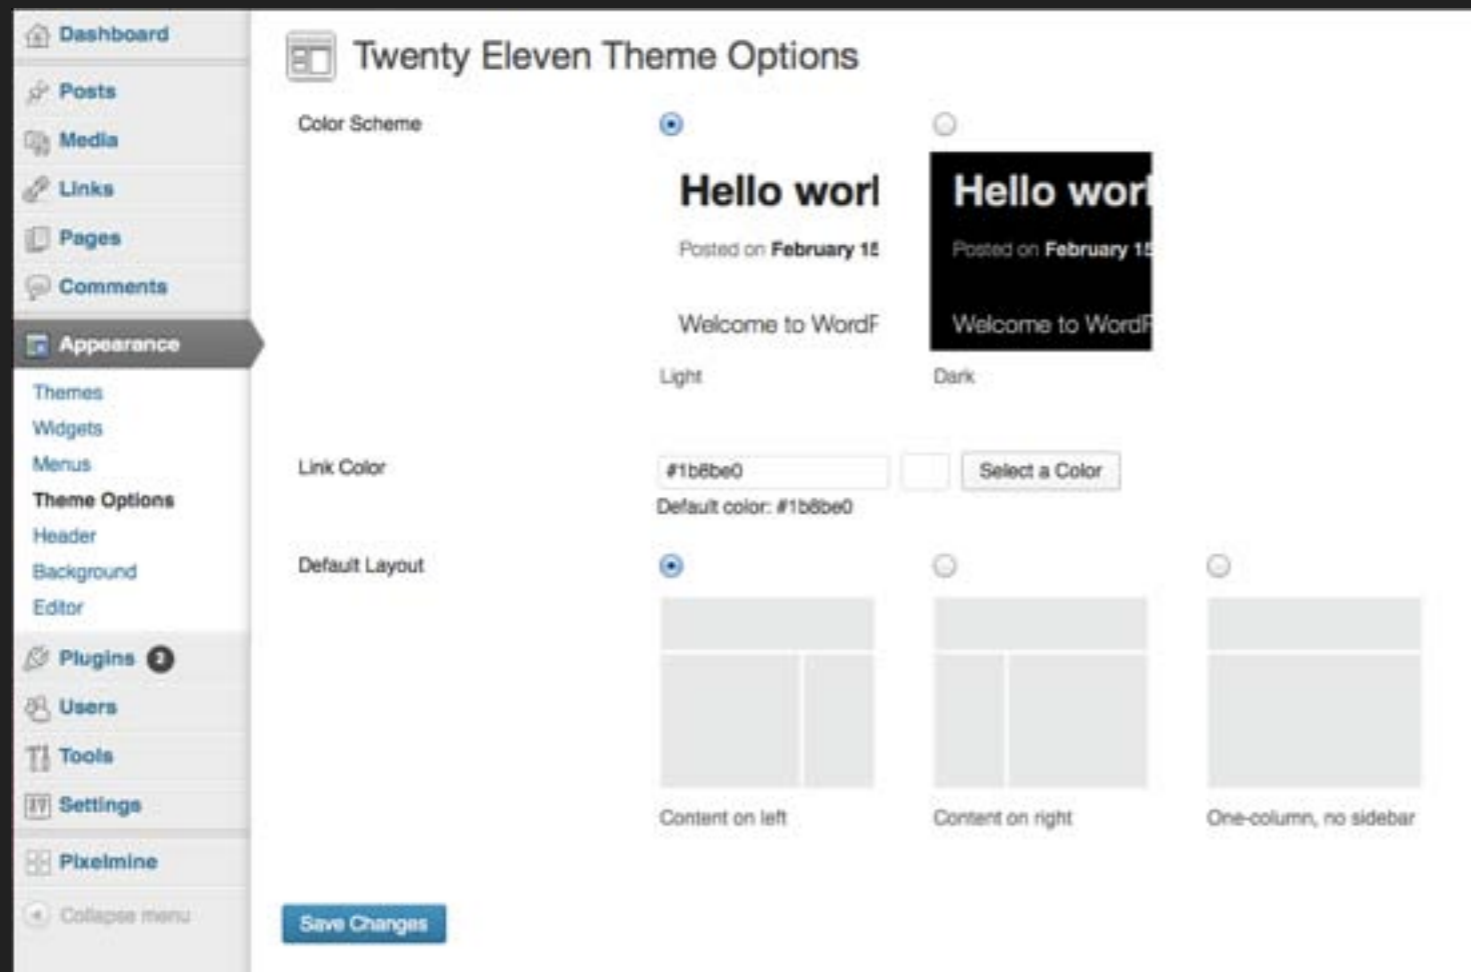 Dashboard
Posts
Media
Links
Pages
Comments
Appearance
Themes
Widgets
Menus
Theme Options
Header
Background
Editor
Plugins
Users
Tools
Settings
Pixelmine
Collapse menu
Twenty Eleven Theme Options
Color Scheme
Hello worl
Posted on February 15
Welcome to WordP
Light
Hello worl
Posted on February 15
Welcome to WordP
Dark
Link Color
#1b8be0
Select a Color
Default color: #1b8be0
Default Layout
Content on left
Content on right
One-column, no sidebar
Save Changes